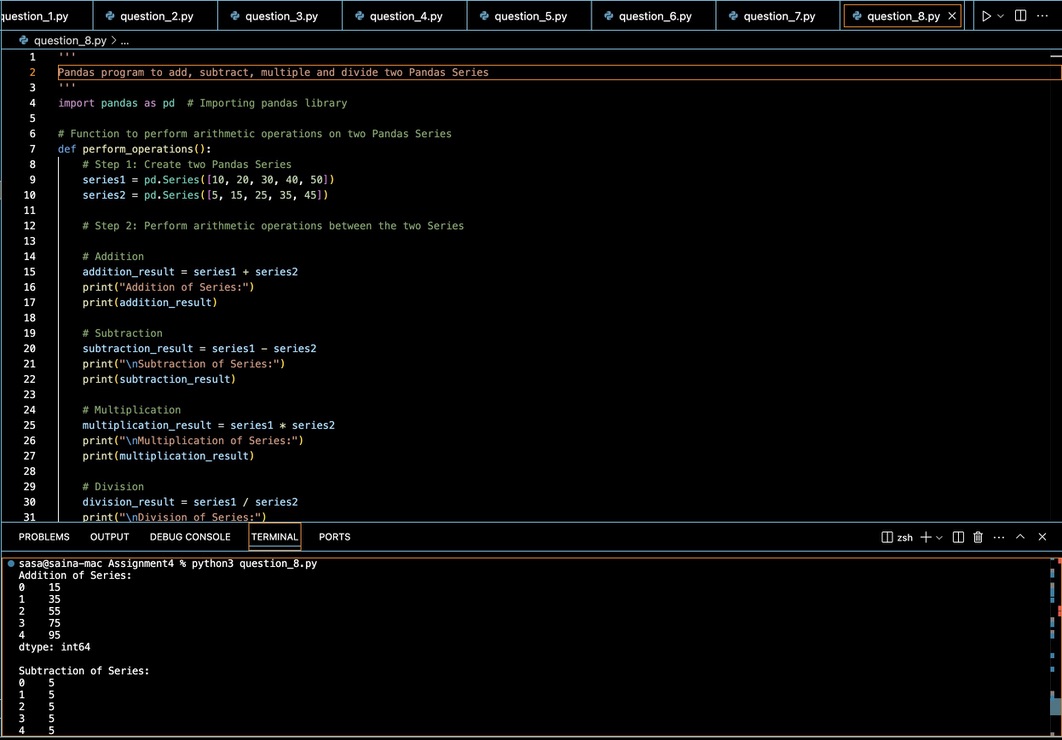 question_1.py question_2.py question_3.py question_4.py question_5.py question_6.py question_7.py question_8.py
question_8.py > ...
1 '''
2 Pandas program to add, subtract, multiple and divide two Pandas Series
3 '''
4 import pandas as pd  # Importing pandas library
5
6 # Function to perform arithmetic operations on two Pandas Series
7 def perform_operations():
8     # Step 1: Create two Pandas Series
9     series1 = pd.Series([10, 20, 30, 40, 50])
10     series2 = pd.Series([5, 15, 25, 35, 45])
11
12     # Step 2: Perform arithmetic operations between the two Series
13
14     # Addition
15     addition_result = series1 + series2
16     print("Addition of Series:")
17     print(addition_result)
18
19     # Subtraction
20     subtraction_result = series1 - series2
21     print("\nSubtraction of Series:")
22     print(subtraction_result)
23
24     # Multiplication
25     multiplication_result = series1 * series2
26     print("\nMultiplication of Series:")
27     print(multiplication_result)
28
29     # Division
30     division_result = series1 / series2
31     print("\nDivision of Series:")
PROBLEMS OUTPUT DEBUG CONSOLE TERMINAL PORTS zsh
sasa@saina-mac Assignment4 % python3 question_8.py
Addition of Series:
0    15
1    35
2    55
3    75
4    95
dtype: int64

Subtraction of Series:
0    5
1    5
2    5
3    5
4    5